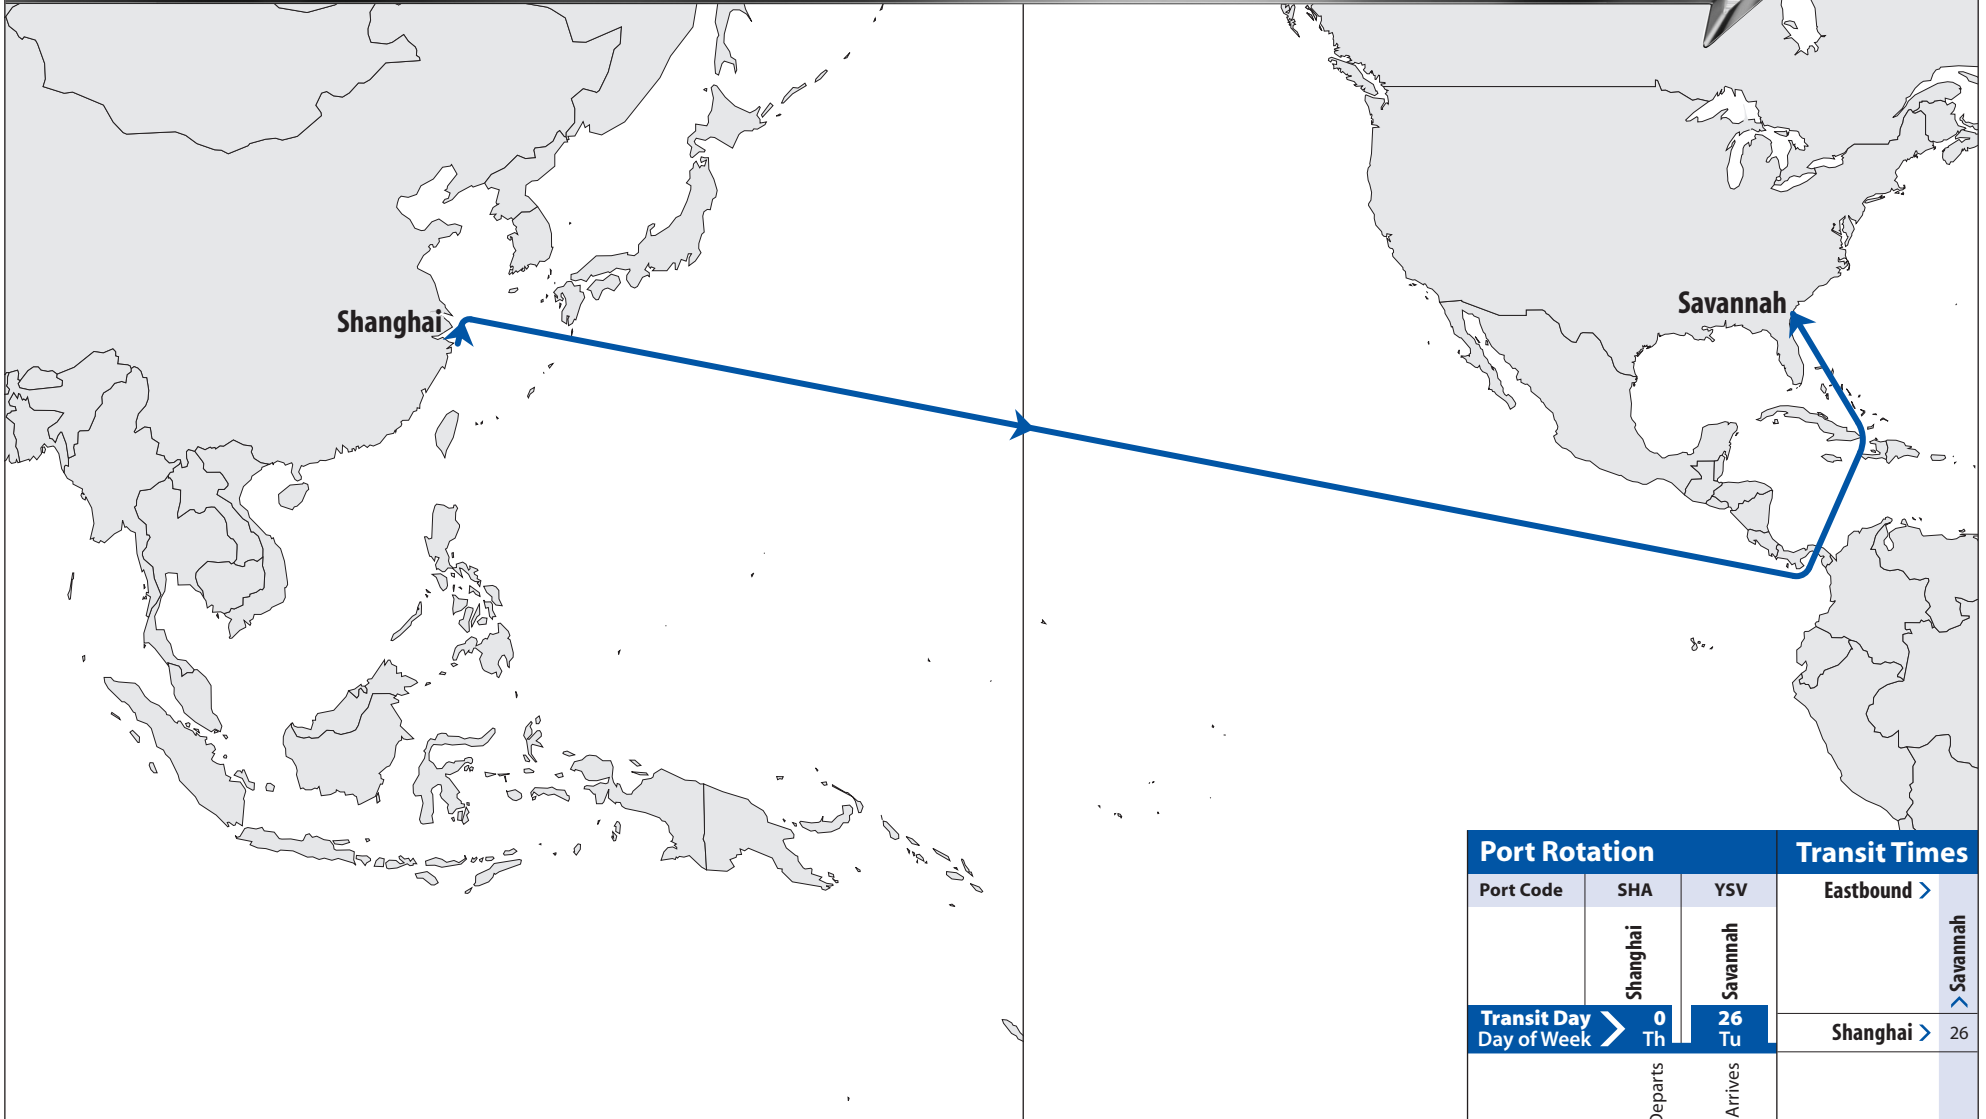 Shanghai
Savannah
Port Rotation
Transit Times
Port Code
SHA
YSV
Eastbound
Shanghai
Savannah
Savannah
Transit Day
0
26
Day of Week
Th
Tu
Shanghai
26
Departs
Arrives